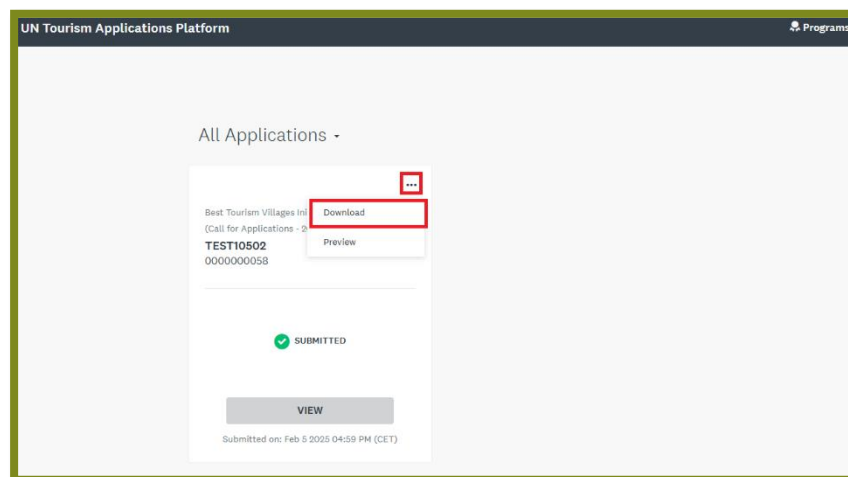 UN Tourism Applications Platform
Programs
All Applications
Best Tourism Villages Ini
Download
(Call for Applications - 2
Preview
TEST10502
0000000058
SUBMITTED
VIEW
Submitted on: Feb 5 2025 04:59 PM (CET)